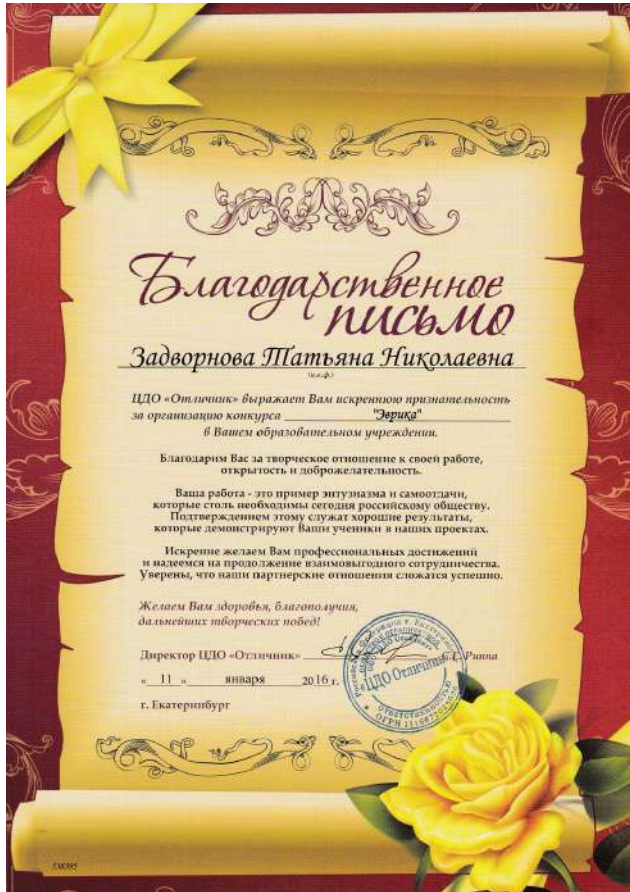 Благодарственное
письмо
Задворнова Татьяна Николаевна
(и.о.ф.)
ЦДО «Отличник» выражает Вам искреннюю признательность
за организацию конкурса "Эврика"
в Вашем образовательном учреждении.
Благодарим Вас за творческое отношение к своей работе,
открытость и доброжелательность.
Ваша работа - это пример энтузиазма и самоотдачи,
которые столь необходимы сегодня российскому обществу.
Подтверждением этому служат хорошие результаты,
которые демонстрируют Ваши ученики в наших проектах.
Искренне желаем Вам профессиональных достижений
и надеемся на продолжение взаимовыгодного сотрудничества.
Уверены, что наши партнерские отношения сложатся успешно.
Желаем Вам здоровья, благополучия,
дальнейших творческих побед!
Директор ЦДО «Отличник»
ЦДО Отличник
ответственностью
« 11 » января 2016 г.
г. Екатеринбург